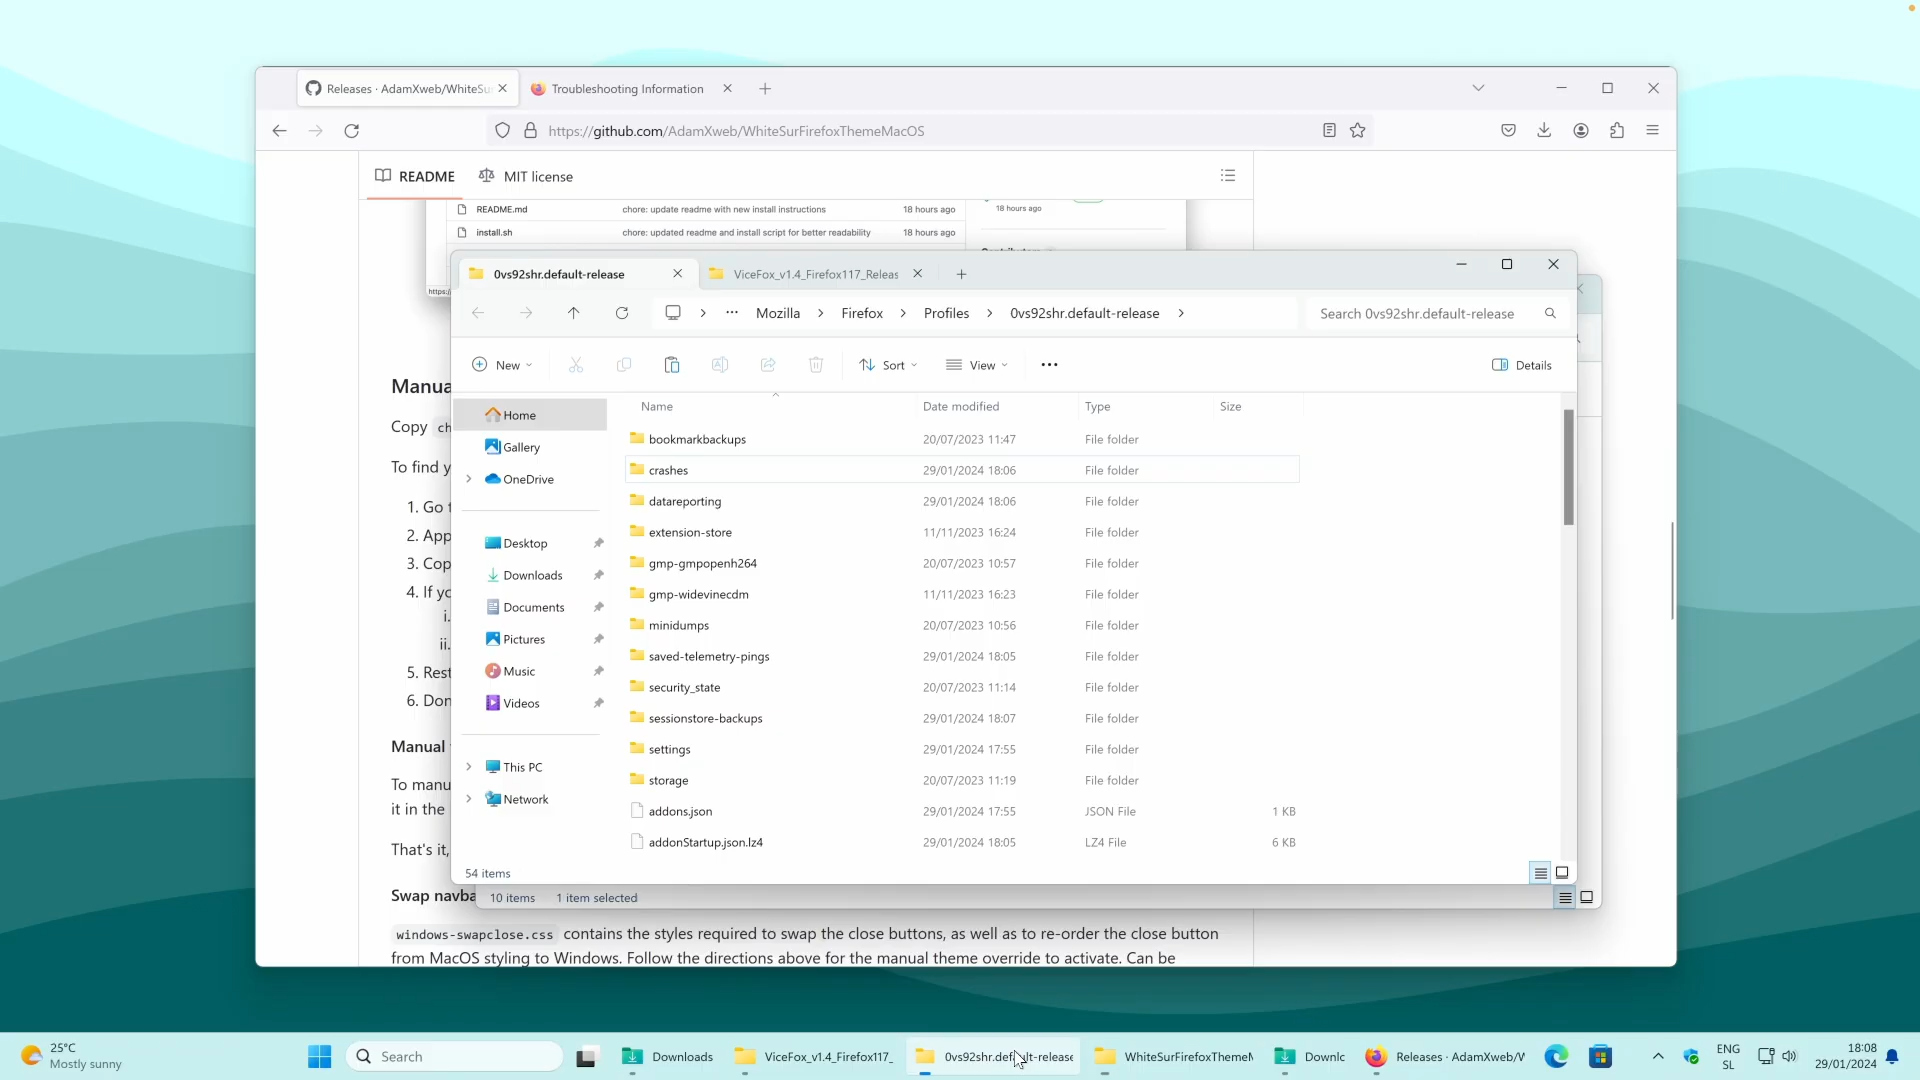 Releases · AdamXweb/WhiteSur
Troubleshooting Information
https://github.com/AdamXweb/WhiteSurFirefoxThemeMacOS
README
MIT license
README.md
chore: update readme with new install instructions
18 hours ago
18 hours ago
install.sh
chore: updated readme and install script for better readability
18 hours ago
https:/
0vs92shr.default-release
ViceFox_v1.4_Firefox117_Releas
Mozilla
Firefox
Profiles
0vs92shr.default-release
Search 0vs92shr.default-release
New
Sort
View
Details
Manua
Copy ch
To find y
1. Go t
2. App
3. Cop
4. If yo
i.
ii.
5. Rest
6. Don
Manual
To manu
it in the
That's it,
Swap navba
Home
Gallery
OneDrive
Desktop
Downloads
Documents
Pictures
Music
Videos
This PC
Network
Name Date modified Type Size
bookmarkbackups 20/07/2023 11:47 File folder
crashes 29/01/2024 18:06 File folder
datareporting 29/01/2024 18:06 File folder
extension-store 11/11/2023 16:24 File folder
gmp-gmpopenh264 20/07/2023 10:57 File folder
gmp-widevinecdm 11/11/2023 16:23 File folder
minidumps 20/07/2023 10:56 File folder
saved-telemetry-pings 29/01/2024 18:05 File folder
security_state 20/07/2023 11:14 File folder
sessionstore-backups 29/01/2024 18:07 File folder
settings 29/01/2024 17:55 File folder
storage 20/07/2023 11:19 File folder
addons.json 29/01/2024 17:55 JSON File 1 KB
addonStartup.json.lz4 29/01/2024 18:05 LZ4 File 6 KB
54 items
10 items 1 item selected
windows-swapclose.css contains the styles required to swap the close buttons, as well as to re-order the close button
from MacOS styling to Windows. Follow the directions above for the manual theme override to activate. Can be
25°C
Mostly sunny
Search
Downloads
ViceFox_v1.4_Firefox117_
0vs92shr.default-release
WhiteSurFirefoxThemeM
Downlc
Releases · AdamXweb/W
ENG
SL
18:08
29/01/2024